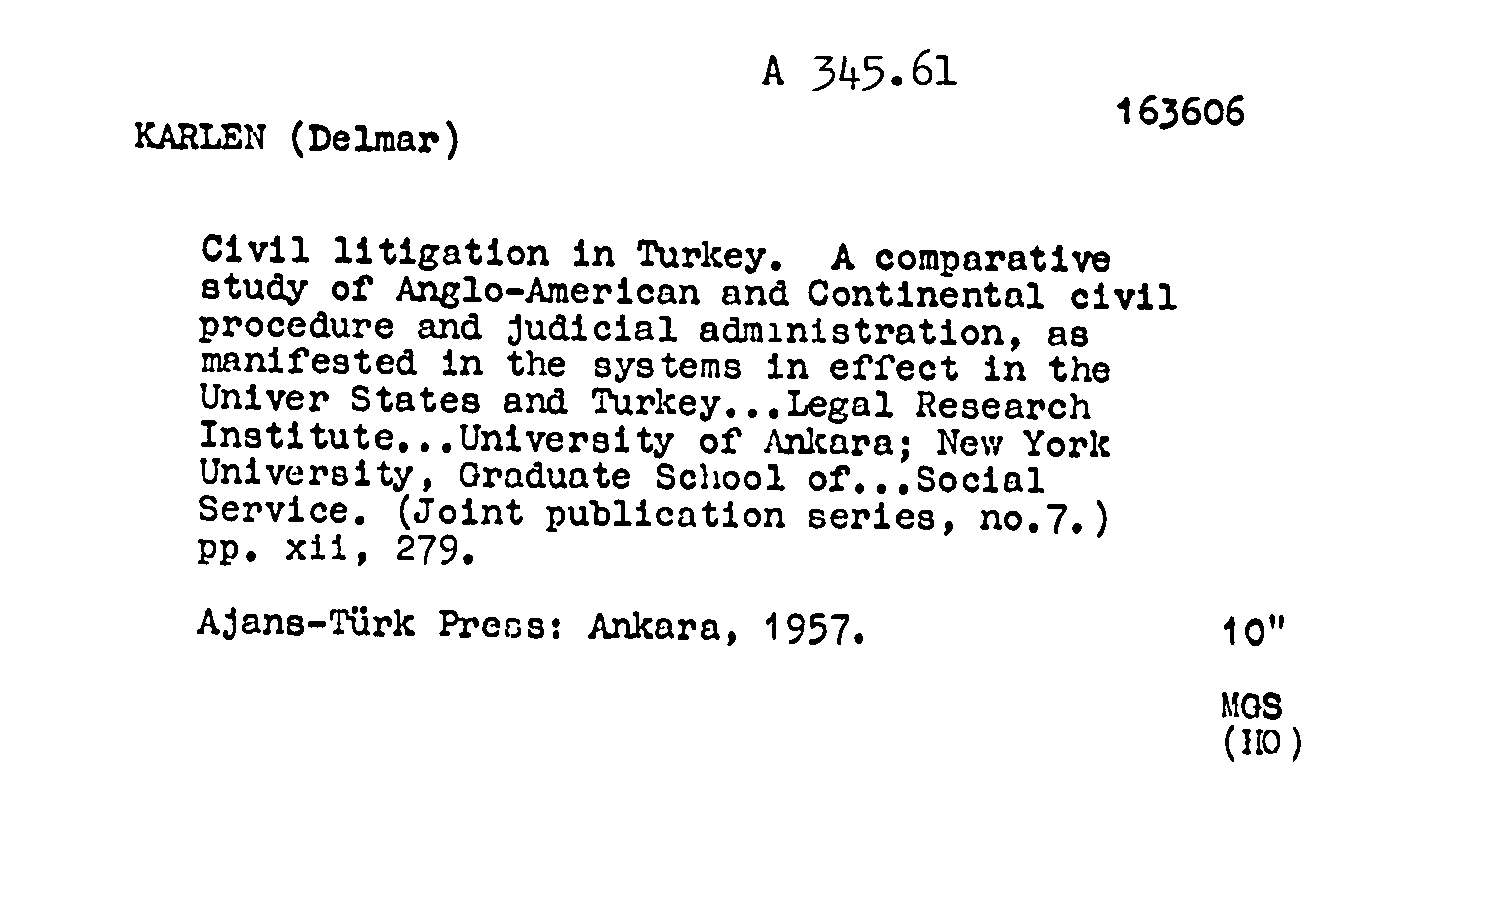 A 345.61
163606
KARLEN (Delmar)
Civil litigation in Turkey. A comparative
study of Anglo-American and Continental civil
procedure and judicial administration, as
manifested in the systems in effect in the
Univer States and Turkey...Legal Research
Institute...University of Ankara; New York
University, Graduate School of...Social
Service. (Joint publication series, no.7.)
pp. xii, 279.
Ajans-Türk Press: Ankara, 1957.
10"
MGS
(HO)